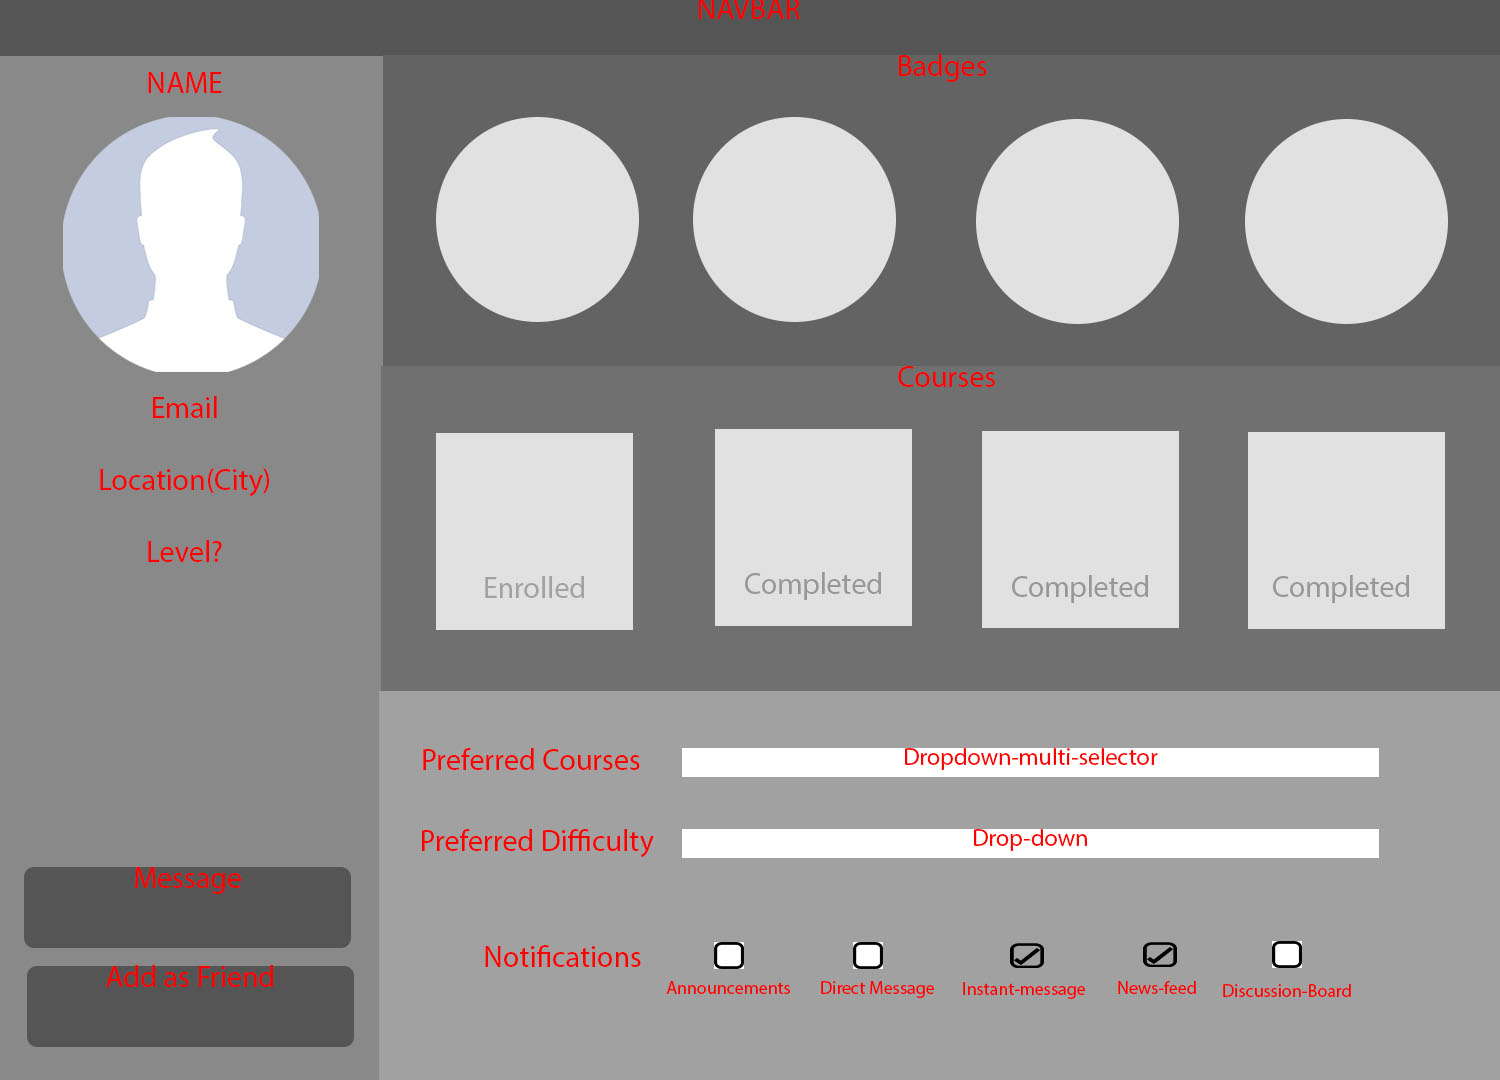 NAVBAR
NAME
Email
Location(City)
Level?
Message
Add as Friend
Badges
Courses
Enrolled
Completed
Completed
Completed
Preferred Courses
Dropdown-multi-selector
Preferred Difficulty
Drop-down
Notifications
Announcements
Direct Message
Instant-message
News-feed
Discussion-Board